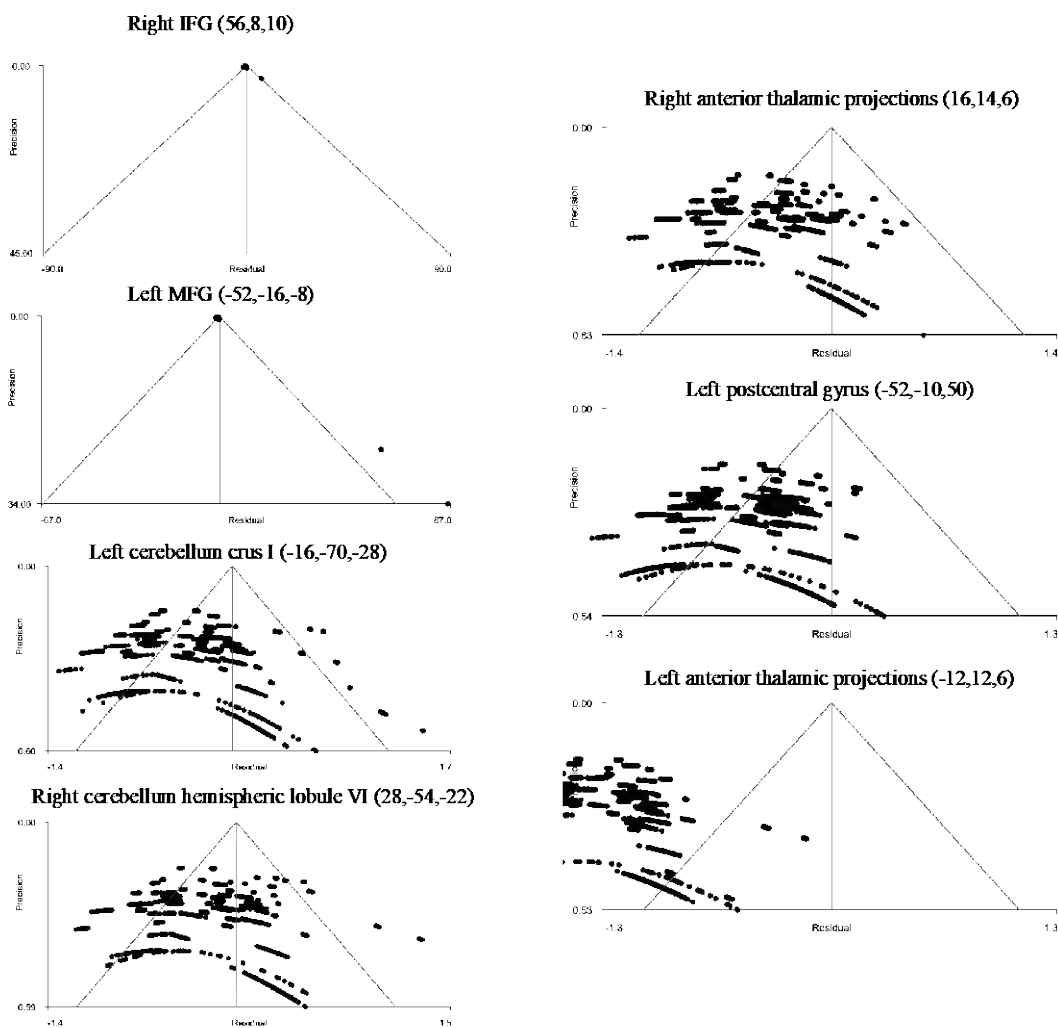 Right IFG (56,8,10)
0.00
Precision
45.00
-90.0
Residual
90.0
Left MFG (-52,-16,-8)
0.00
Precision
34.00
-67.0
Residual
87.0
Left cerebellum crus I (-16,-70,-28)
0.00
Precision
0.60
-1.4
Residual
1.7
Right cerebellum hemispheric lobule VI (28,-54,-22)
0.00
Precision
0.59
-1.4
Residual
1.5
Right anterior thalamic projections (16,14,6)
0.00
Precision
0.63
-1.4
Residual
1.4
Left postcentral gyrus (-52,-10,50)
0.00
Precision
0.54
-1.3
Residual
1.3
Left anterior thalamic projections (-12,12,6)
0.00
0.53
-1.3
Residual
1.3